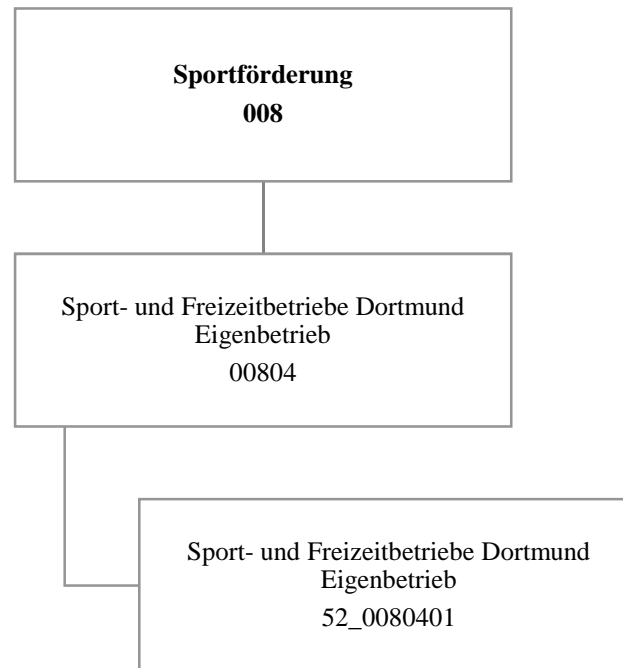 Sportförderung
008
Sport- und Freizeitbetriebe Dortmund
Eigenbetrieb
00804
Sport- und Freizeitbetriebe Dortmund
Eigenbetrieb
52_0080401